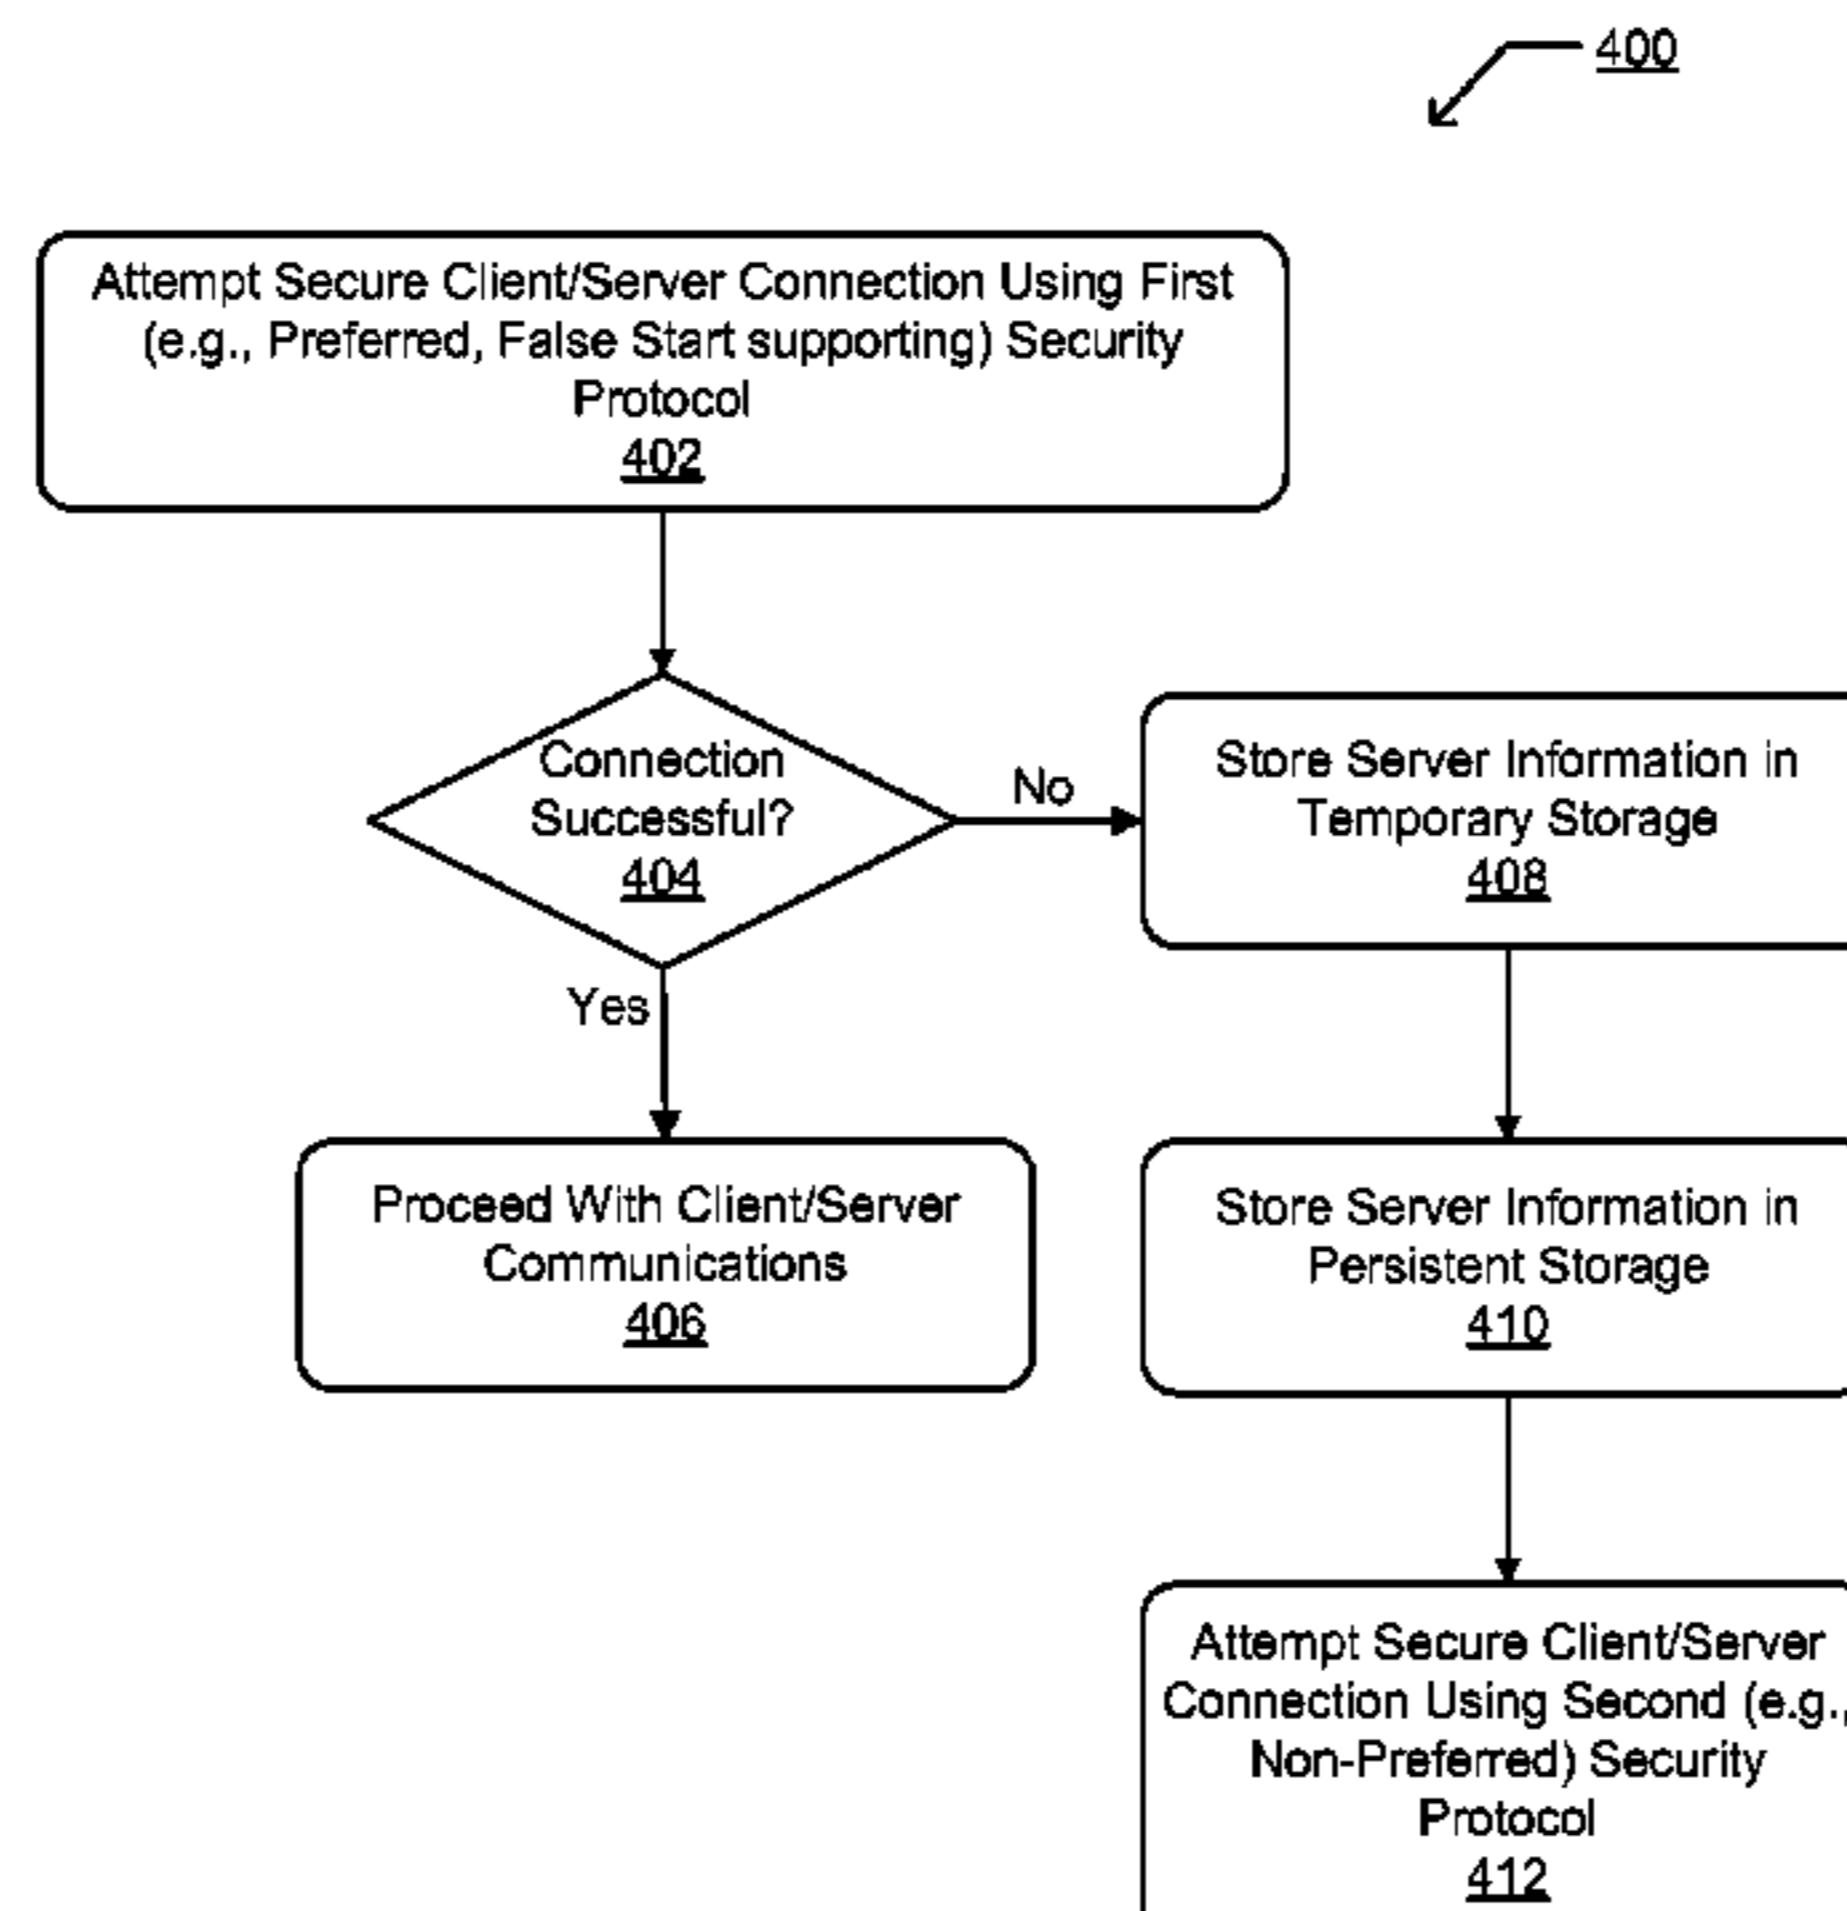 400
Attempt Secure Client/Server Connection Using First
(e.g., Preferred, False Start supporting) Security
Protocol
402
Connection
Successful?
404
No
Store Server Information in
Temporary Storage
408
Yes
Proceed With Client/Server
Communications
406
Store Server Information in
Persistent Storage
410
Attempt Secure Client/Server
Connection Using Second (e.g.,
Non-Preferred) Security
Protocol
412